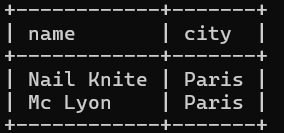 +------------+-------+
| name       | city  |
+------------+-------+
| Nail Knite | Paris |
| Mc Lyon    | Paris |
+------------+-------+